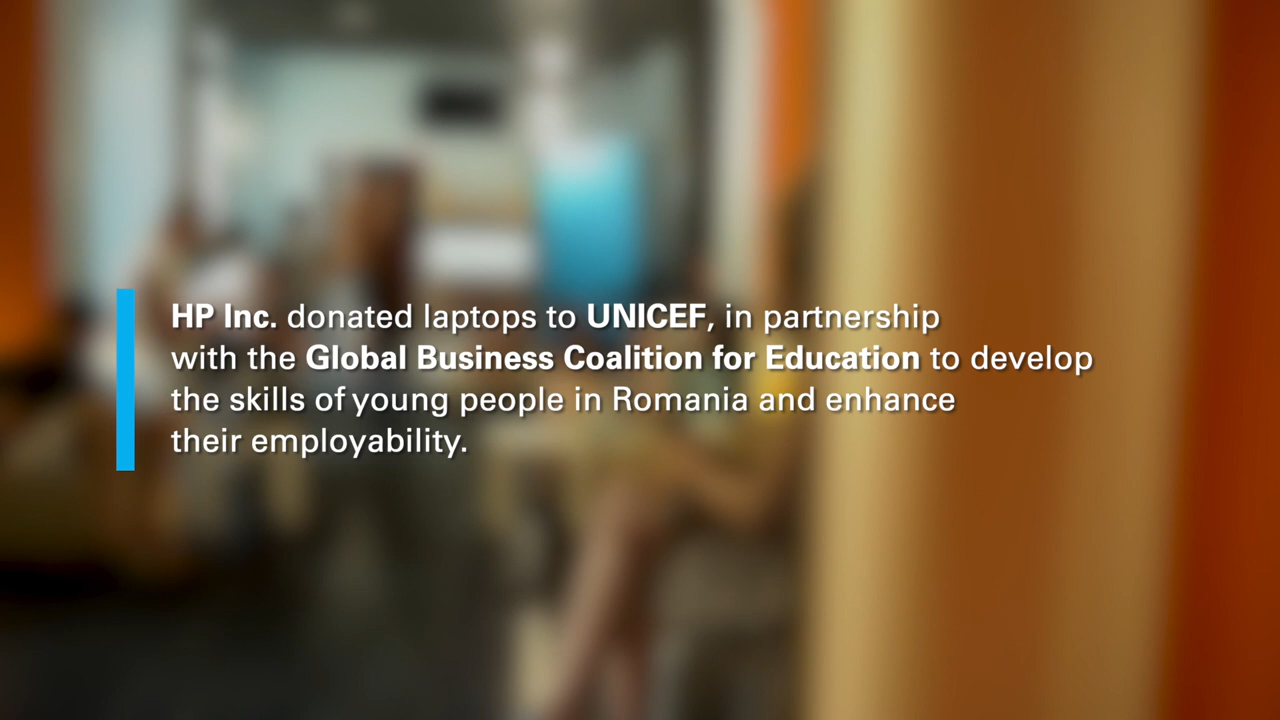 HP Inc. donated laptops to UNICEF, in partnership
with the Global Business Coalition for Education to develop
the skills of young people in Romania and enhance
their employability.